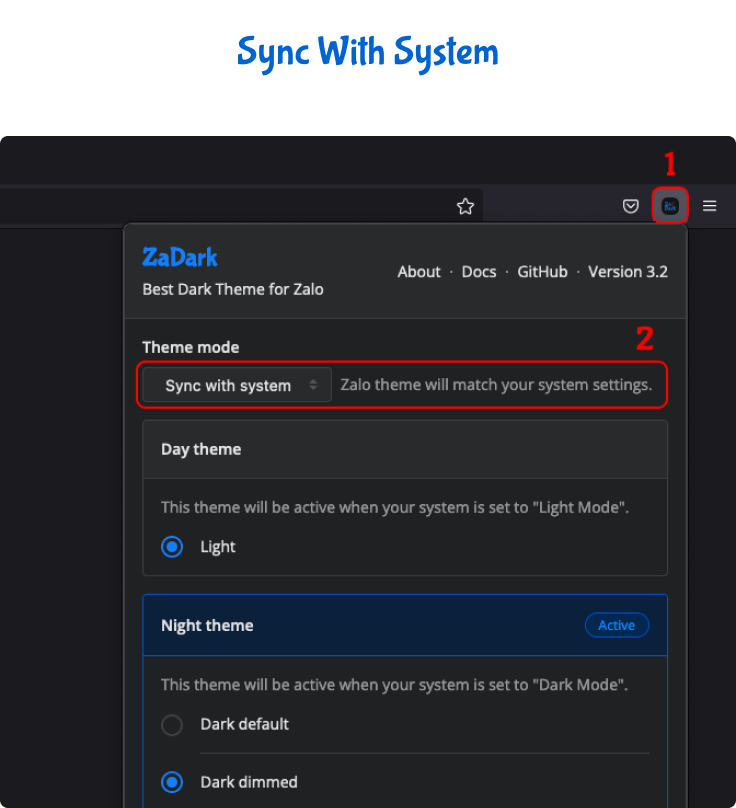 Sync With System
1
ZaDark
Best Dark Theme for Zalo
About · Docs · GitHub · Version 3.2
Theme mode
2
Sync with system
Zalo theme will match your system settings.
Day theme
This theme will be active when your system is set to "Light Mode".
Light
Night theme
Active
This theme will be active when your system is set to "Dark Mode".
Dark default
Dark dimmed